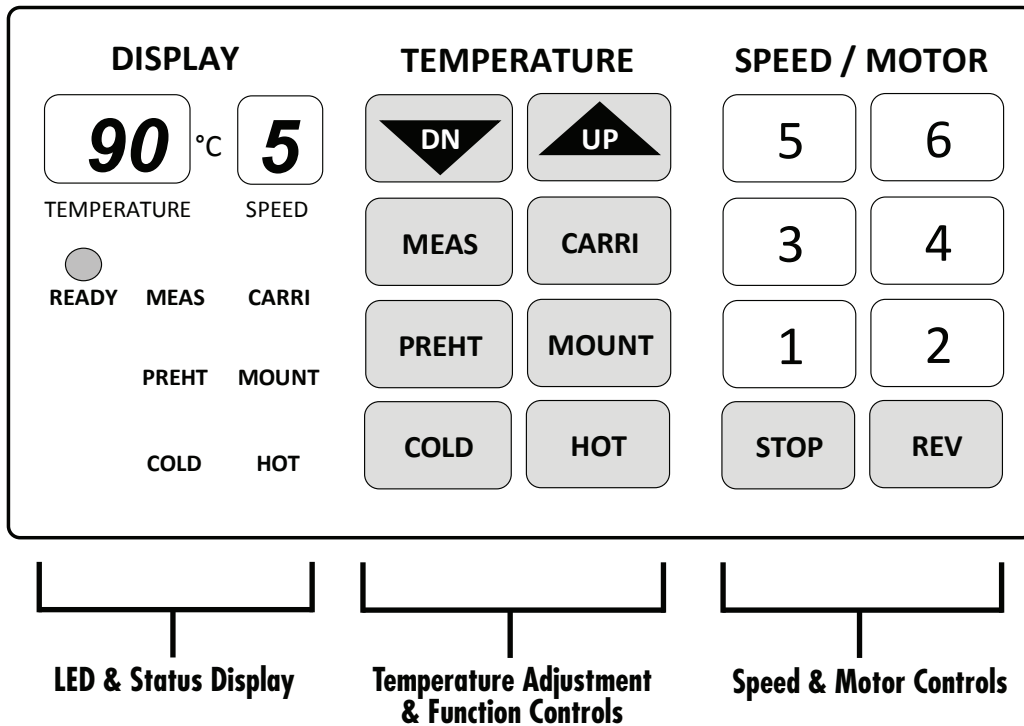 DISPLAY
90 °C 5
TEMPERATURE SPEED
READY MEAS CARRI
PREHT MOUNT
COLD HOT
TEMPERATURE
DN UP
MEAS CARRI
PREHT MOUNT
COLD HOT
SPEED / MOTOR
5 6
3 4
1 2
STOP REV
LED & Status Display
Temperature Adjustment
& Function Controls
Speed & Motor Controls